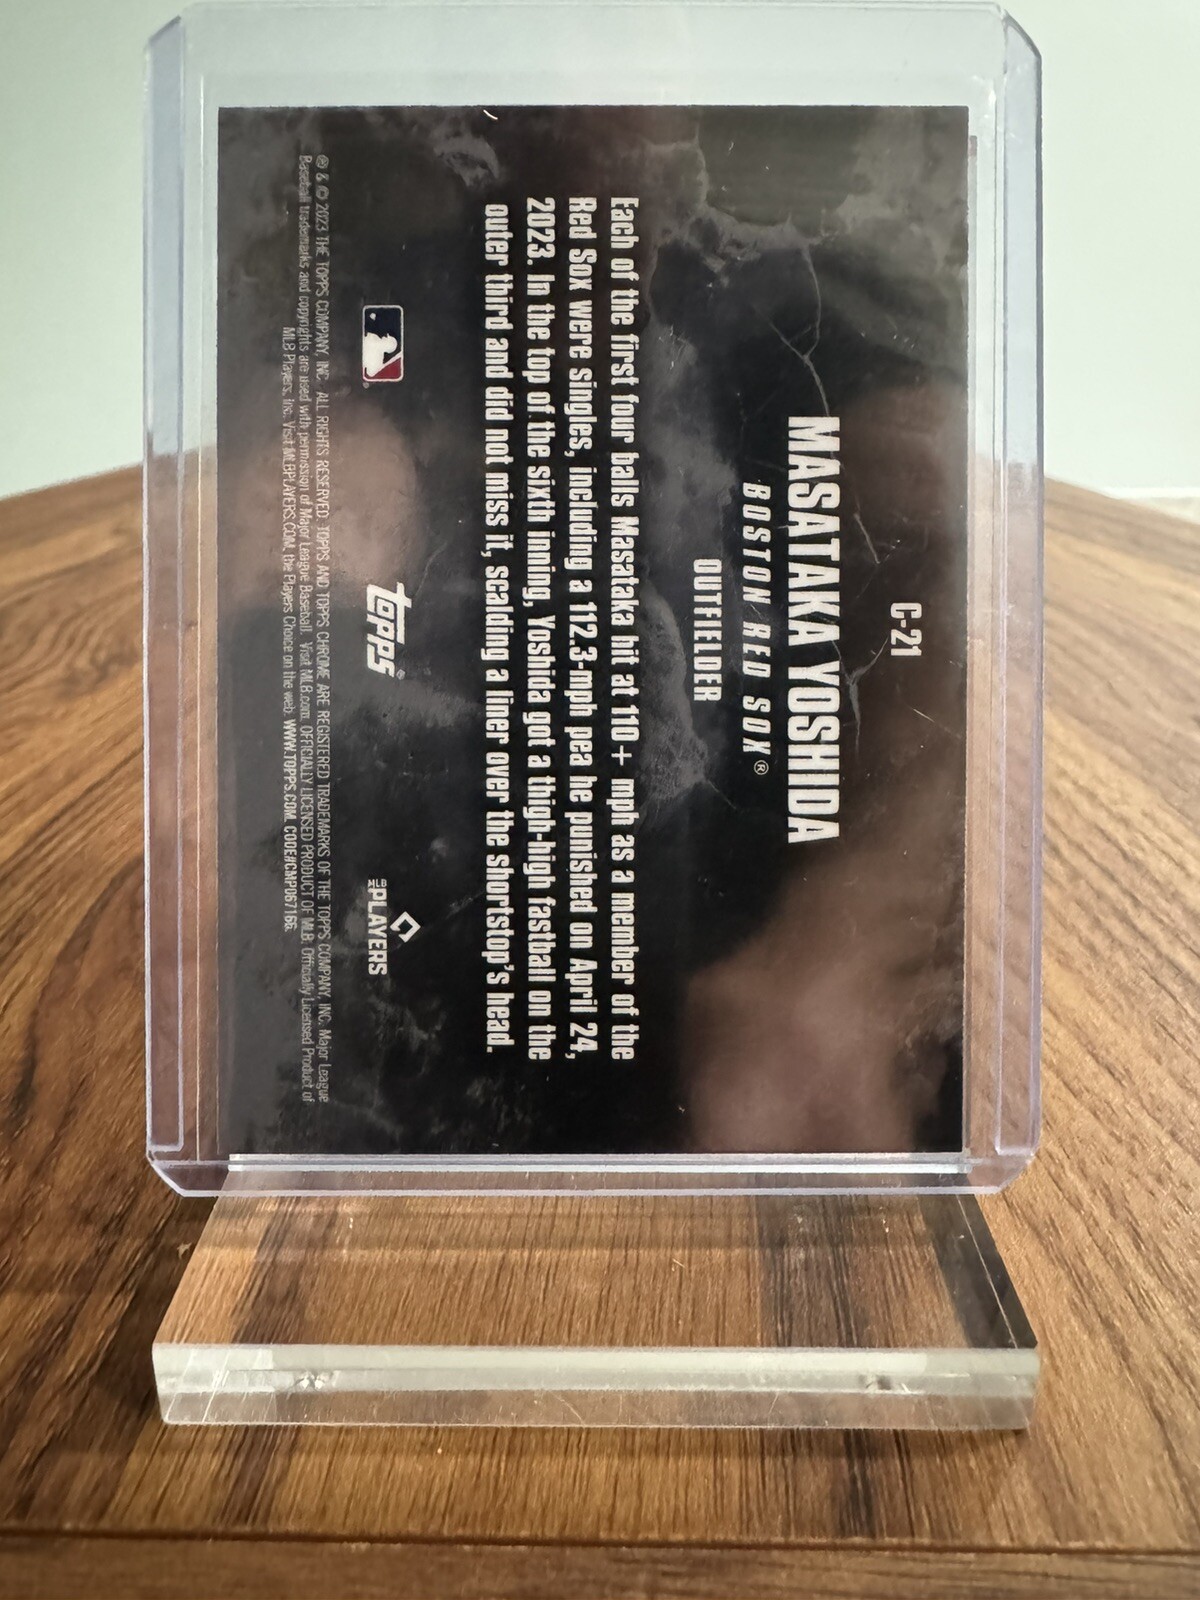 C-21
MASATAKA YOSHIDA
BOSTON RED SOX®
OUTFIELDER
Each of the first four balls Masataka hit at 110+ mph as a member of the
Red Sox were singles, including a 112.3-mph pea he punished on April 24,
2023. In the top of the sixth inning, Yoshida got a thigh-high fastball on the
outer third and did not miss it, scalding a liner over the shortstop's head.
topps®
MLB PLAYERS
® & © 2023 THE TOPPS COMPANY, INC. ALL RIGHTS RESERVED. TOPPS AND TOPPS CHROME ARE REGISTERED TRADEMARKS OF THE TOPPS COMPANY, INC. Major League
Baseball trademarks and copyrights are used with permission of Major League Baseball. Visit MLB.com. OFFICIALLY LICENSED PRODUCT OF MLB. Officially Licensed Product of
MLB Players, Inc. Visit MLBPLAYERS.COM, the Players Choice on the web. WWW.TOPPS.COM. CODE#CMP067166